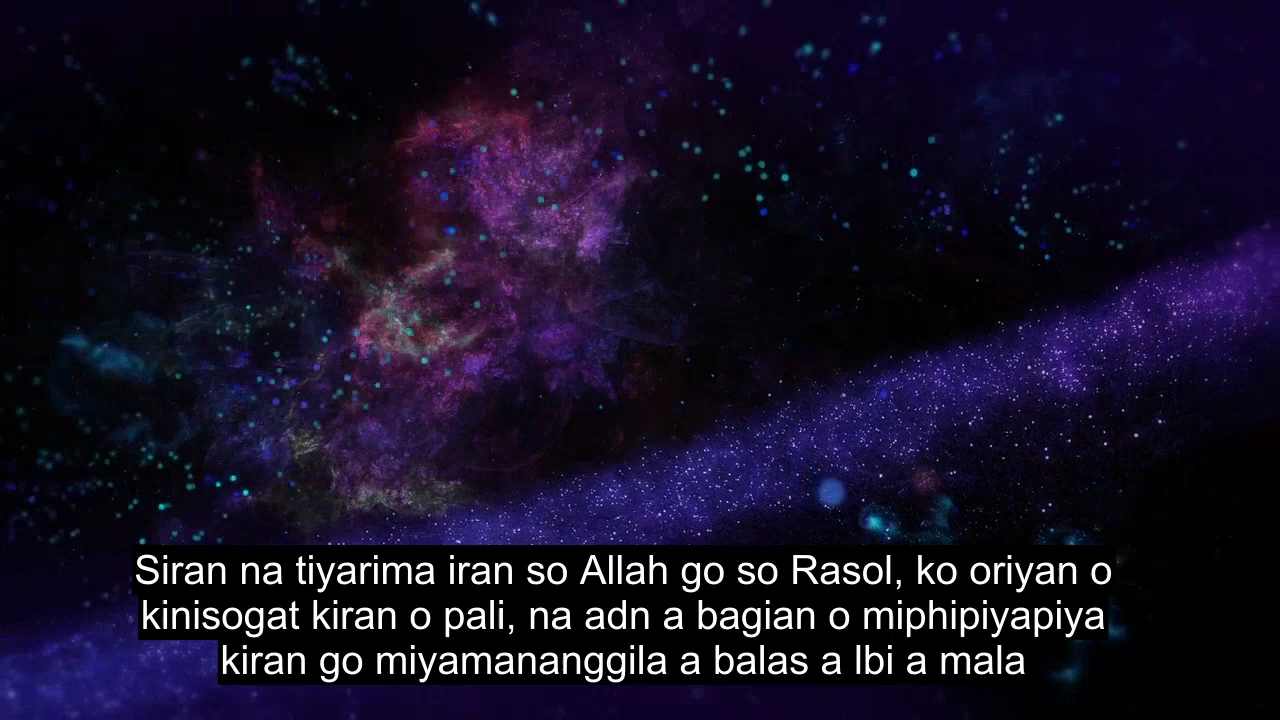 Siran na tiyarima iran so Allah go so Rasol, ko oriyan o
kinisogat kiran o pali, na adn a bagian o miphipiyapiya
kiran go miyamananggila a balas a Ibi a mala